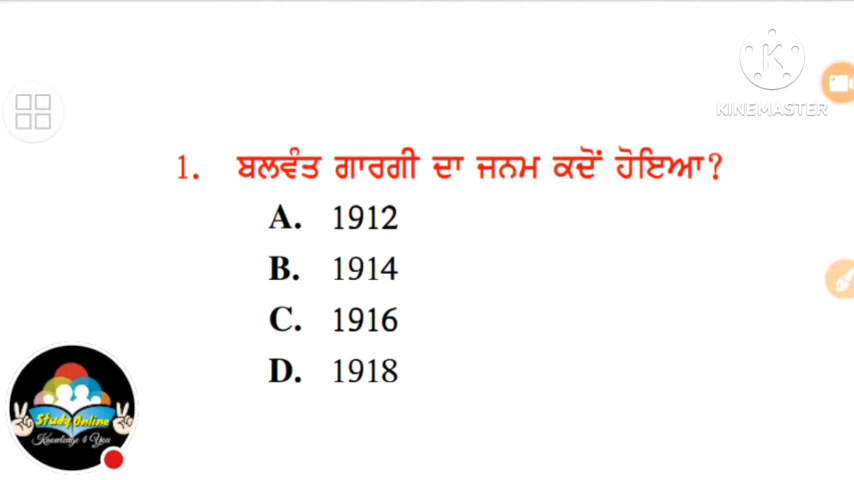 KINEMASTER
1. ਬਲਵੰਤ ਗਾਰਗੀ ਦਾ ਜਨਮ ਕਦੋਂ ਹੋਇਆ?
A. 1912
B. 1914
C. 1916
D. 1918
Study Online
Knowledge 4 You